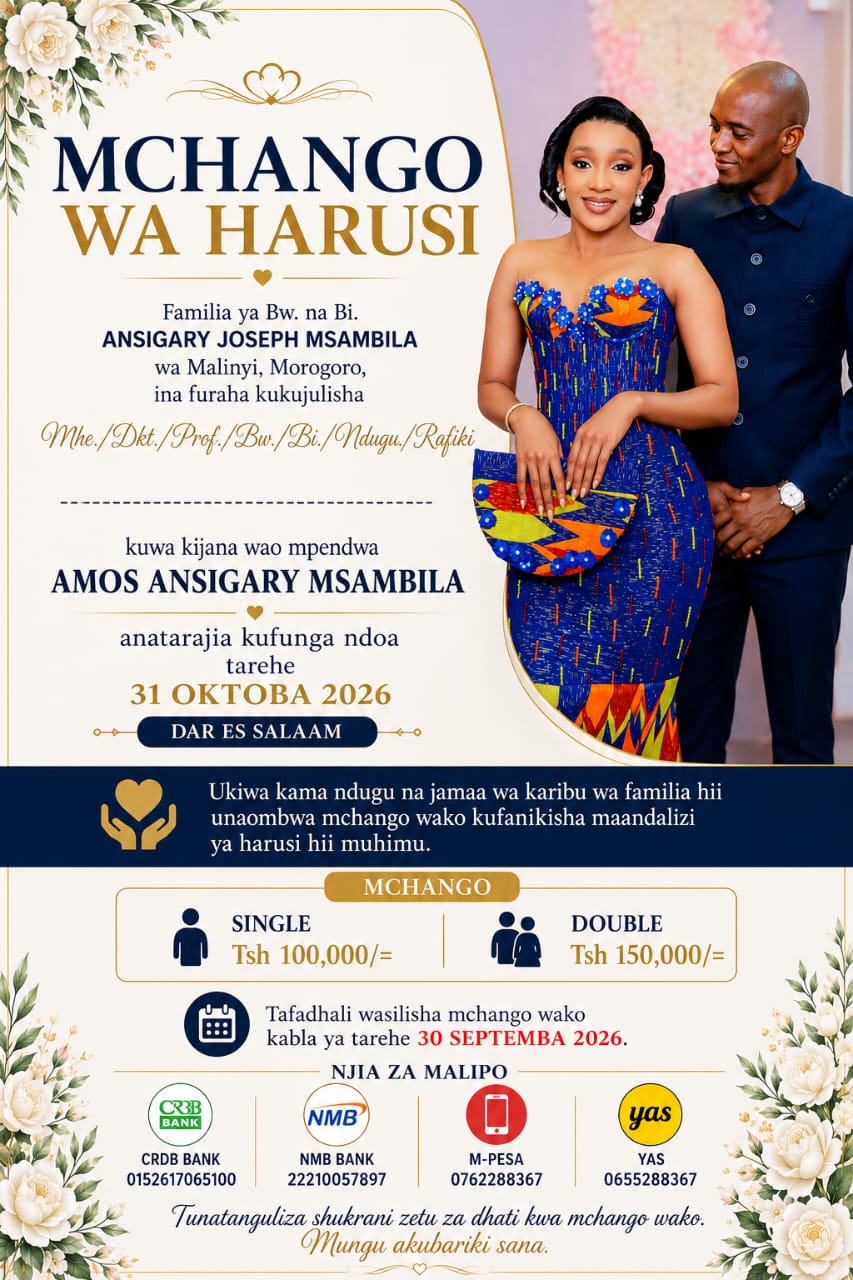 MCHANGO
WA HARUSI
Familia ya Bw. na Bi.
ANSIGARY JOSEPH MSAMBILA
wa Malinyi, Morogoro,
ina furaha kukujulisha
Mhe./Dkt./Prof./Bw./Bi./Ndugu./Rafiki
kuwa kijana wao mpendwa
AMOS ANSIGARY MSAMBILA
anatarajia kufunga ndoa
tarehe
31 OKTOBA 2026
DAR ES SALAAM
Ukiwa kama ndugu na jamaa wa karibu wa familia hii
unaombwa mchango wako kufanikisha maandalizi
ya harusi hii muhimu.
MCHANGO
SINGLE
Tsh 100,000/=
DOUBLE
Tsh 150,000/=
Tafadhali wasilisha mchango wako
kabla ya tarehe 30 SEPTEMBA 2026.
NJIA ZA MALIPO
CRDB
BANK
CRDB BANK
0152617065100
NMB
NMB BANK
22210057897
M-PESA
0762288367
yas
YAS
0655288367
Tunatanguliza shukrani zetu za dhati kwa mchango wako.
Mungu akubariki sana.